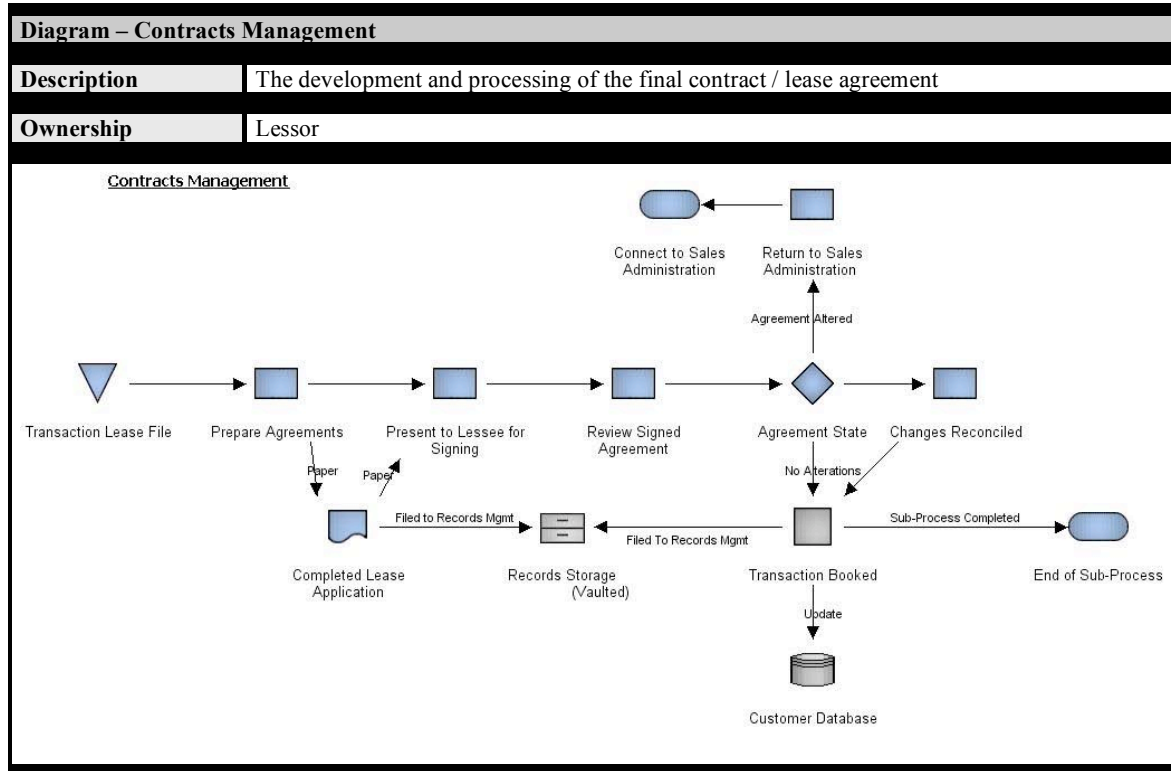 Diagram – Contracts Management
Description The development and processing of the final contract / lease agreement
Ownership Lessor
Contracts Management
Connect to Sales
Administration
Return to Sales
Administration
Agreement Altered
Transaction Lease File
Prepare Agreements
Present to Lessee for
Signing
Review Signed
Agreement
Agreement State
Changes Reconciled
Paper
Paper
No Alterations
Filed to Records Mgmt
Filed To Records Mgmt
Sub-Process Completed
Completed Lease
Application
Records Storage
(Vaulted)
Transaction Booked
End of Sub-Process
Update
Customer Database